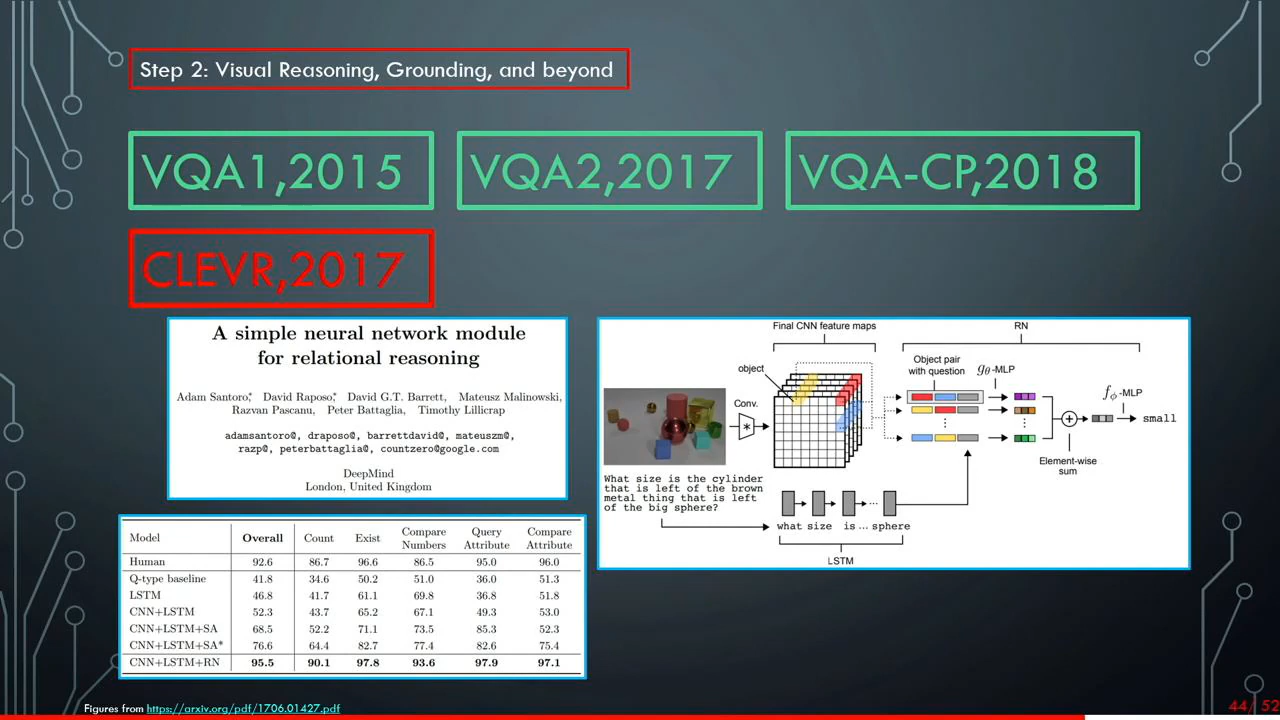 Step 2: Visual Reasoning, Grounding, and beyond
VQA1,2015
VQA2,2017
VQA-CP,2018
CLEVR,2017
A simple neural network module
for relational reasoning
Adam Santoro,* David Raposo,* David G.T. Barrett, Mateusz Malinowski,
Razvan Pascanu, Peter Battaglia, Timothy Lillicrap
adamsantoro@, draposo@, barrettdavid@, mateuszm@,
razp@, peterbattaglia@, countzero@google.com
DeepMind
London, United Kingdom
Final CNN feature maps
RN
object
Object pair
with question
gθ-MLP
fϕ-MLP
Conv.
*
+
small
Element-wise
sum
What size is the cylinder
that is left of the brown
metal thing that is left
of the big sphere?
...
what size is ... sphere
LSTM
Model Overall Count Exist Compare Numbers Query Attribute Compare Attribute
Human 92.6 86.7 96.6 86.5 95.0 96.0
Q-type baseline 41.8 34.6 50.2 51.0 36.0 51.3
LSTM 46.8 41.7 61.1 69.8 36.8 51.8
CNN+LSTM 52.3 43.7 65.2 67.1 49.3 53.0
CNN+LSTM+SA 68.5 52.2 71.1 73.5 85.3 52.3
CNN+LSTM+SA* 76.6 64.4 82.7 77.4 82.6 75.4
CNN+LSTM+RN 95.5 90.1 97.8 93.6 97.9 97.1
Figures from https://arxiv.org/pdf/1706.01427.pdf
44/ 52